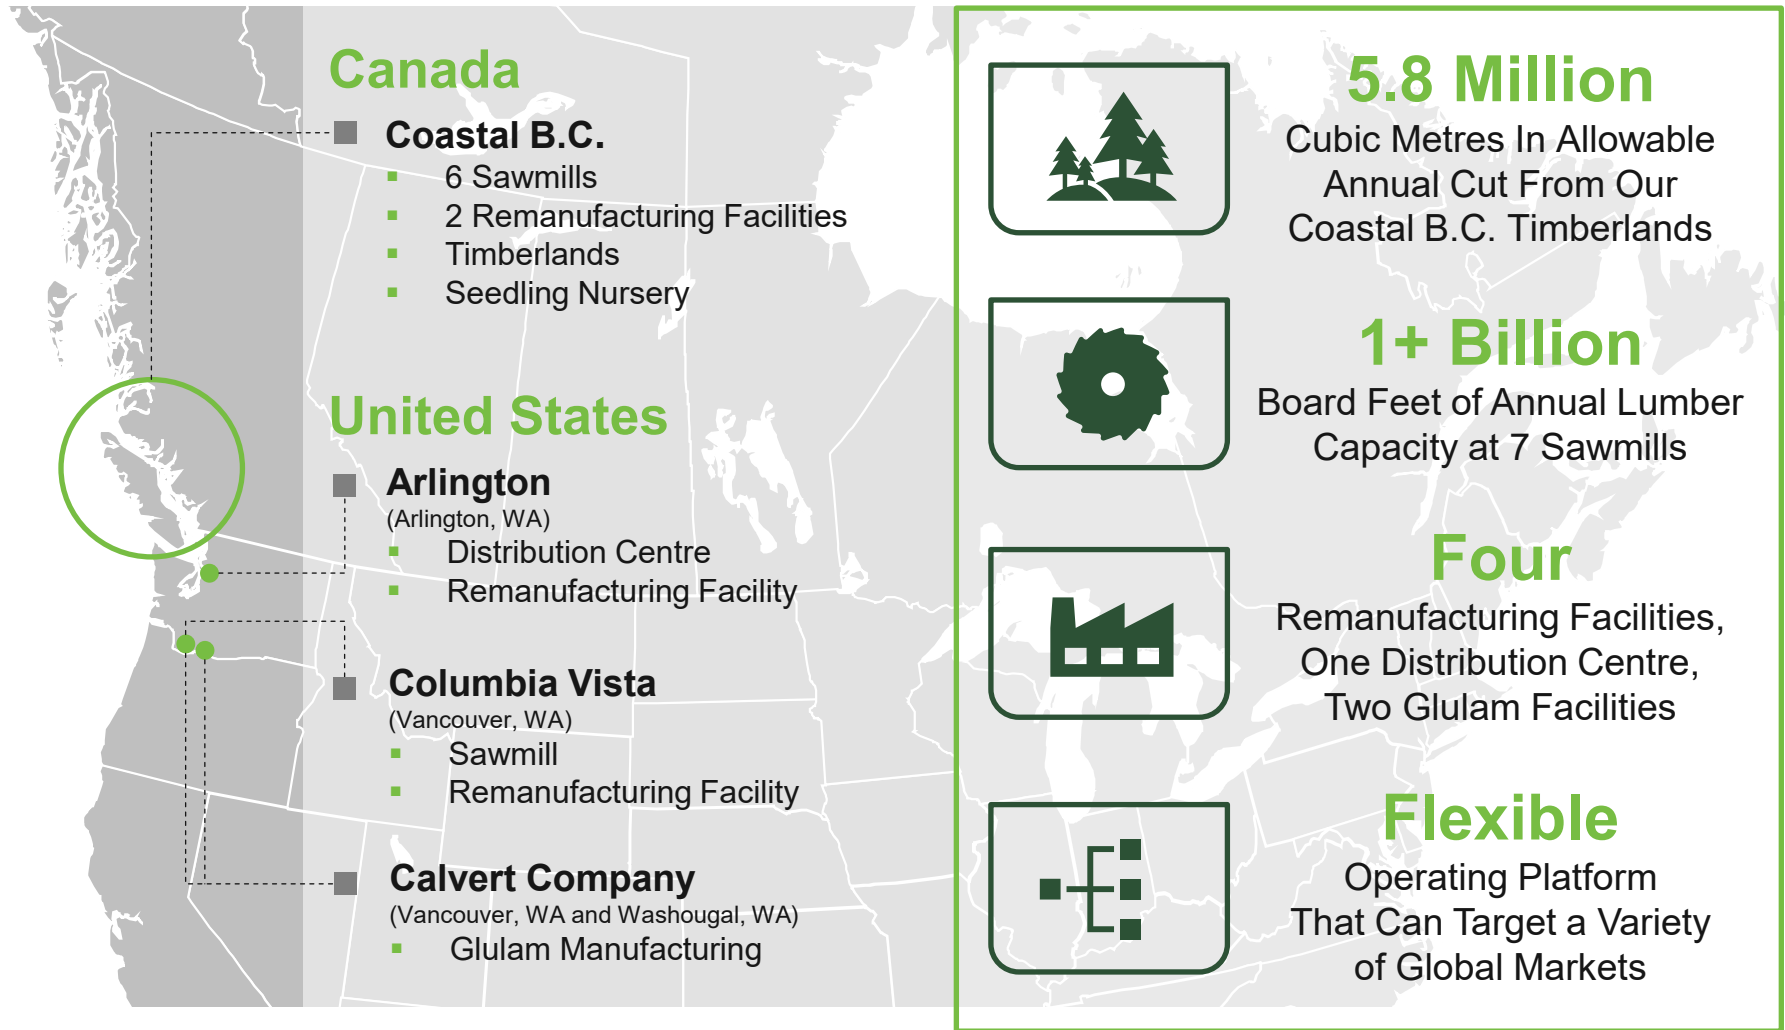 Canada
Coastal B.C.
6 Sawmills
2 Remanufacturing Facilities
Timberlands
Seedling Nursery
United States
Arlington
(Arlington, WA)
Distribution Centre
Remanufacturing Facility
Columbia Vista
(Vancouver, WA)
Sawmill
Remanufacturing Facility
Calvert Company
(Vancouver, WA and Washougal, WA)
Glulam Manufacturing
5.8 Million
Cubic Metres In Allowable
Annual Cut From Our
Coastal B.C. Timberlands
1+ Billion
Board Feet of Annual Lumber
Capacity at 7 Sawmills
Four
Remanufacturing Facilities,
One Distribution Centre,
Two Glulam Facilities
Flexible
Operating Platform
That Can Target a Variety
of Global Markets